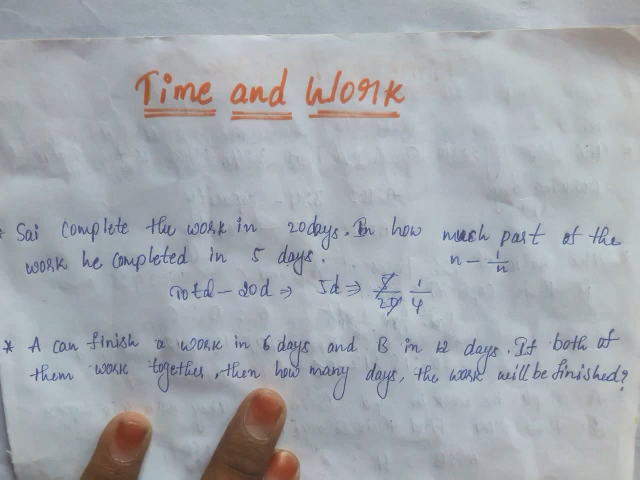 Time and Work
* Sai complete the work in 20 days. In how much part of the
work he completed in 5 days. n - 1/n
Total - 20d ⇒ 5d ⇒ 5/20 1/4
* A can finish a work in 6 days and B in 12 days. If both of
them work together, then how many days, the work will be finished?